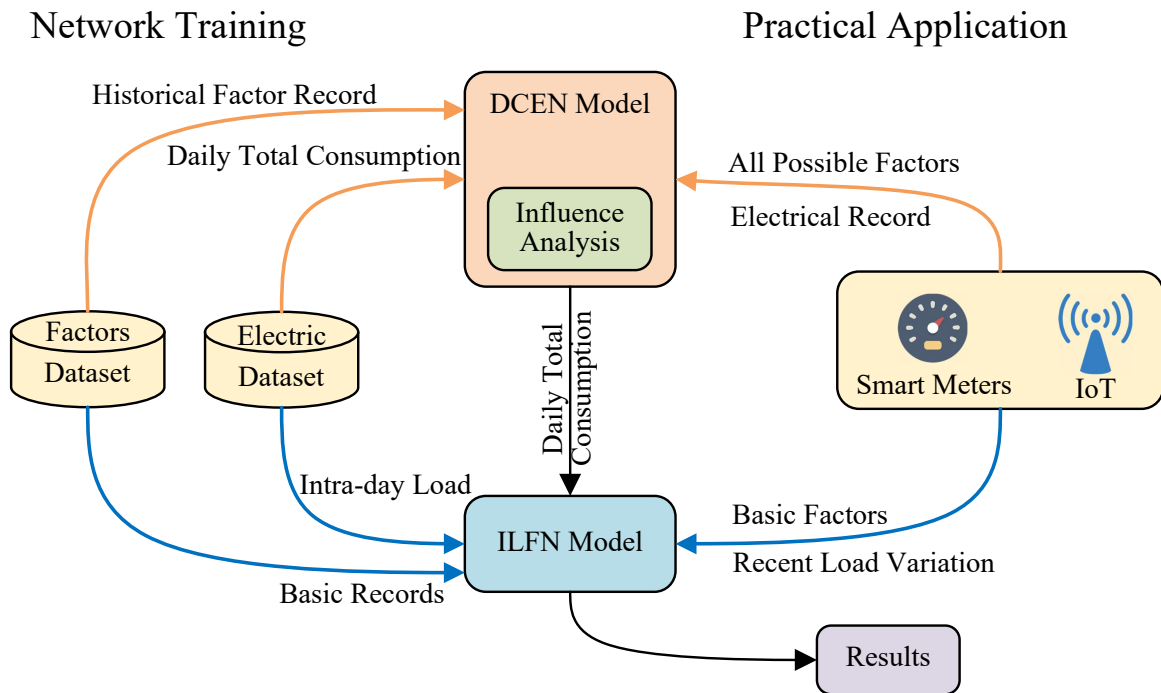 Network Training
Practical Application
Historical Factor Record
DCEN Model
Daily Total Consumption
All Possible Factors
Electrical Record
Influence
Analysis
Factors
Dataset
Electric
Dataset
Smart Meters
IoT
Daily Total
Consumption
Intra-day Load
ILFN Model
Basic Factors
Recent Load Variation
Basic Records
Results